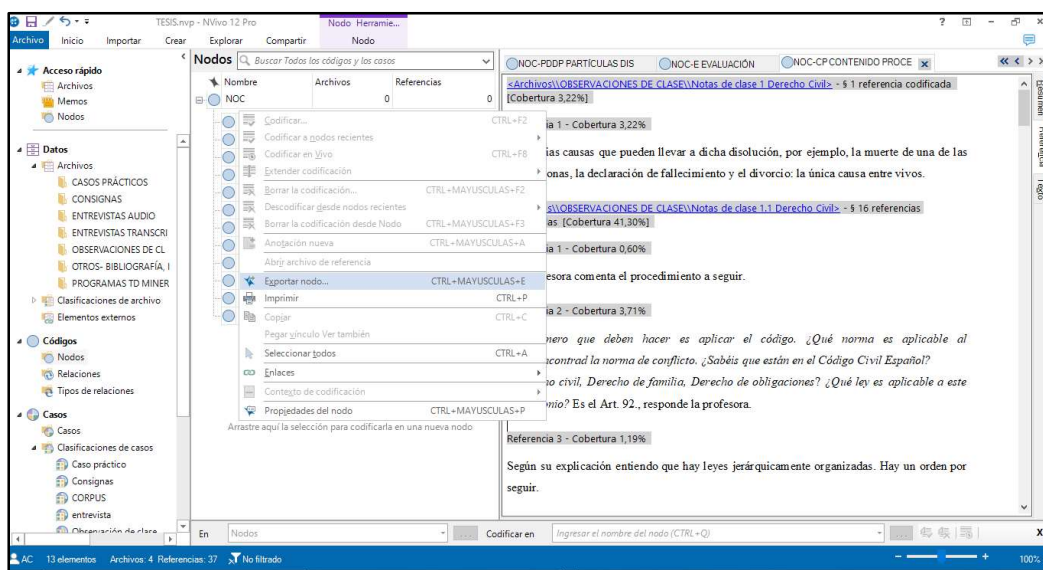 TESIS.nvp - NVivo 12 Pro
Nodo Herramie...
Archivo Inicio Importar Crear Explorar Compartir Nodo
Acceso rápido
Archivos
Memos
Nodos
Datos
Archivos
CASOS PRÁCTICOS
CONSIGNAS
ENTREVISTAS AUDIO
ENTREVISTAS TRANSCRI
OBSERVACIONES DE CL
OTROS- BIBLIOGRAFÍA, I
PROGRAMAS TD MINER
Clasificaciones de archivo
Elementos externos
Códigos
Nodos
Relaciones
Tipos de relaciones
Casos
Casos
Clasificaciones de casos
Caso práctico
Consignas
CORPUS
entrevista
Observación de clase
Nodos
Buscar Todos los códigos y los casos
Nombre Archivos Referencias
NOC 0 0
Codificar... CTRL+F2
Codificar a nodos recientes
Codificar en Vivo CTRL+F8
Extender codificación
Borrar la codificación... CTRL+MAYUSCULAS+F2
Descodificar desde nodos recientes
Borrar la codificación desde Nodo CTRL+MAYUSCULAS+F3
Anotación nueva CTRL+MAYUSCULAS+A
Abrir archivo de referencia
Exportar nodo... CTRL+MAYUSCULAS+E
Imprimir CTRL+P
Copiar CTRL+C
Pegar vínculo Ver también
Seleccionar todos CTRL+A
Enlaces
Contexto de codificación
Propiedades del nodo CTRL+MAYUSCULAS+P
Arrastre aquí la selección para codificarla en una nueva nodo
NOC-PDDP PARTÍCULAS DIS
NOC-E EVALUACIÓN
NOC-CP CONTENIDO PROCE
<Archivos\\OBSERVACIONES DE CLASE\\Notas de clase 1 Derecho Civil> - § 1 referencia codificada
[Cobertura 3,22%]
ia 1 - Cobertura 3,22%
ias causas que pueden llevar a dicha disolución, por ejemplo, la muerte de una de las
onas, la declaración de fallecimiento y el divorcio: la única causa entre vivos.
s\\OBSERVACIONES DE CLASE\\Notas de clase 1.1 Derecho Civil> - § 16 referencias
as [Cobertura 41,30%]
ia 1 - Cobertura 0,60%
esora comenta el procedimiento a seguir.
ia 2 - Cobertura 3,71%
mero que deben hacer es aplicar el código. ¿Qué norma es aplicable al
ncontrad la norma de conflicto. ¿Sabéis que están en el Código Civil Español?
no civil, Derecho de familia, Derecho de obligaciones? ¿Qué ley es aplicable a este
onio? Es el Art. 92., responde la profesora.
Referencia 3 - Cobertura 1,19%
Según su explicación entiendo que hay leyes jerárquicamente organizadas. Hay un orden por
seguir.
Resumen
Referencia
Texto
En Nodos ... Codificar en Ingresar el nombre del nodo (CTRL+Q) ...
AC 13 elementos Archivos: 4 Referencias: 37 No filtrado 100%